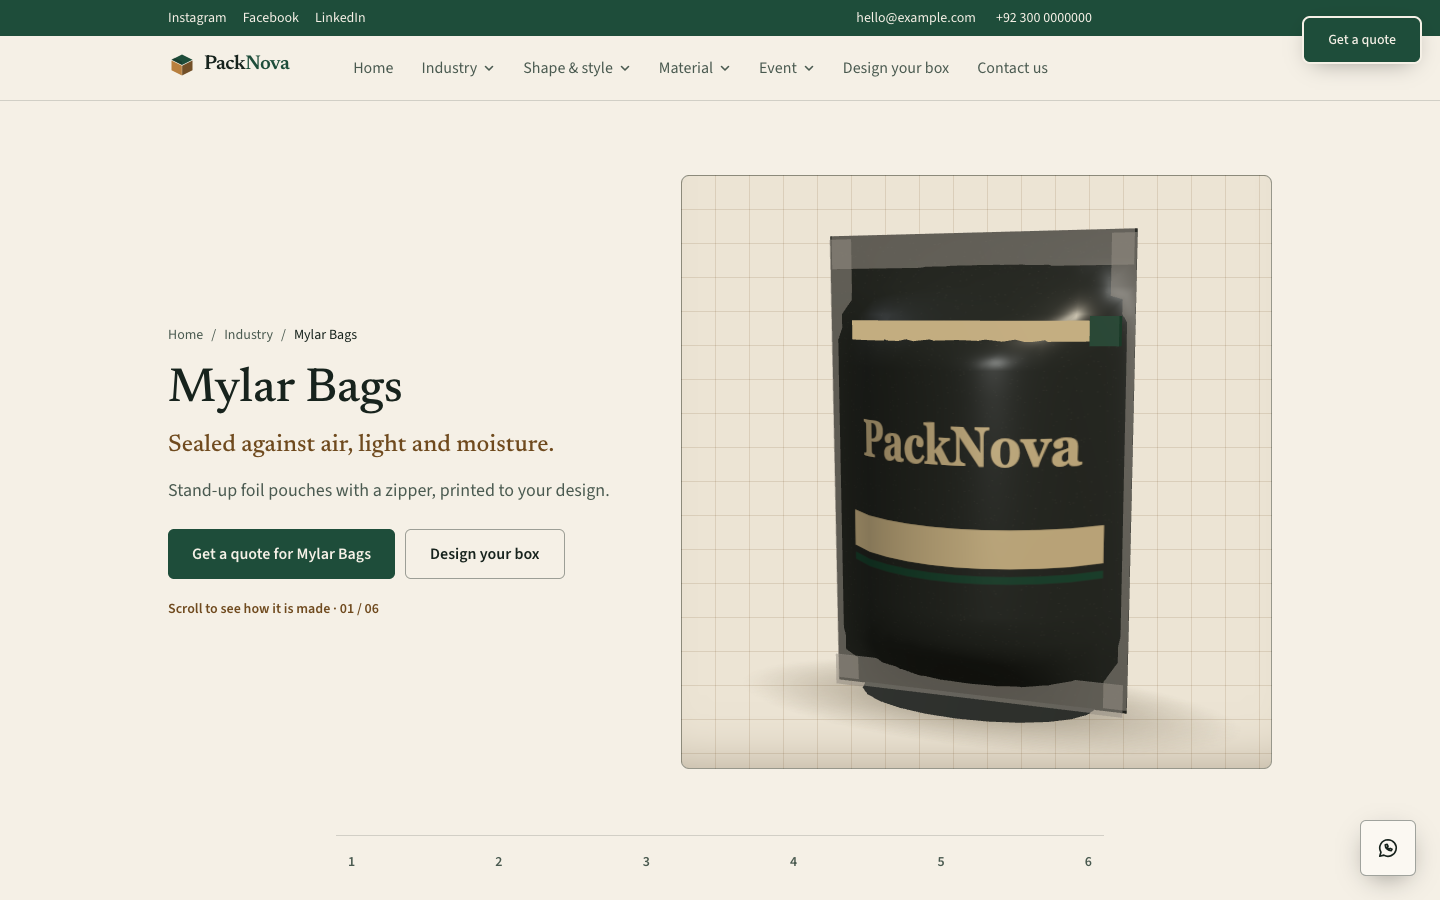 Instagram Facebook LinkedIn hello@example.com +92 300 0000000
Get a quote
PackNova Home Industry Shape & style Material Event Design your box Contact us
Home / Industry / Mylar Bags
Mylar Bags
Sealed against air, light and moisture.
Stand-up foil pouches with a zipper, printed to your design.
Get a quote for Mylar Bags Design your box
Scroll to see how it is made · 01 / 06
PackNova
1 2 3 4 5 6